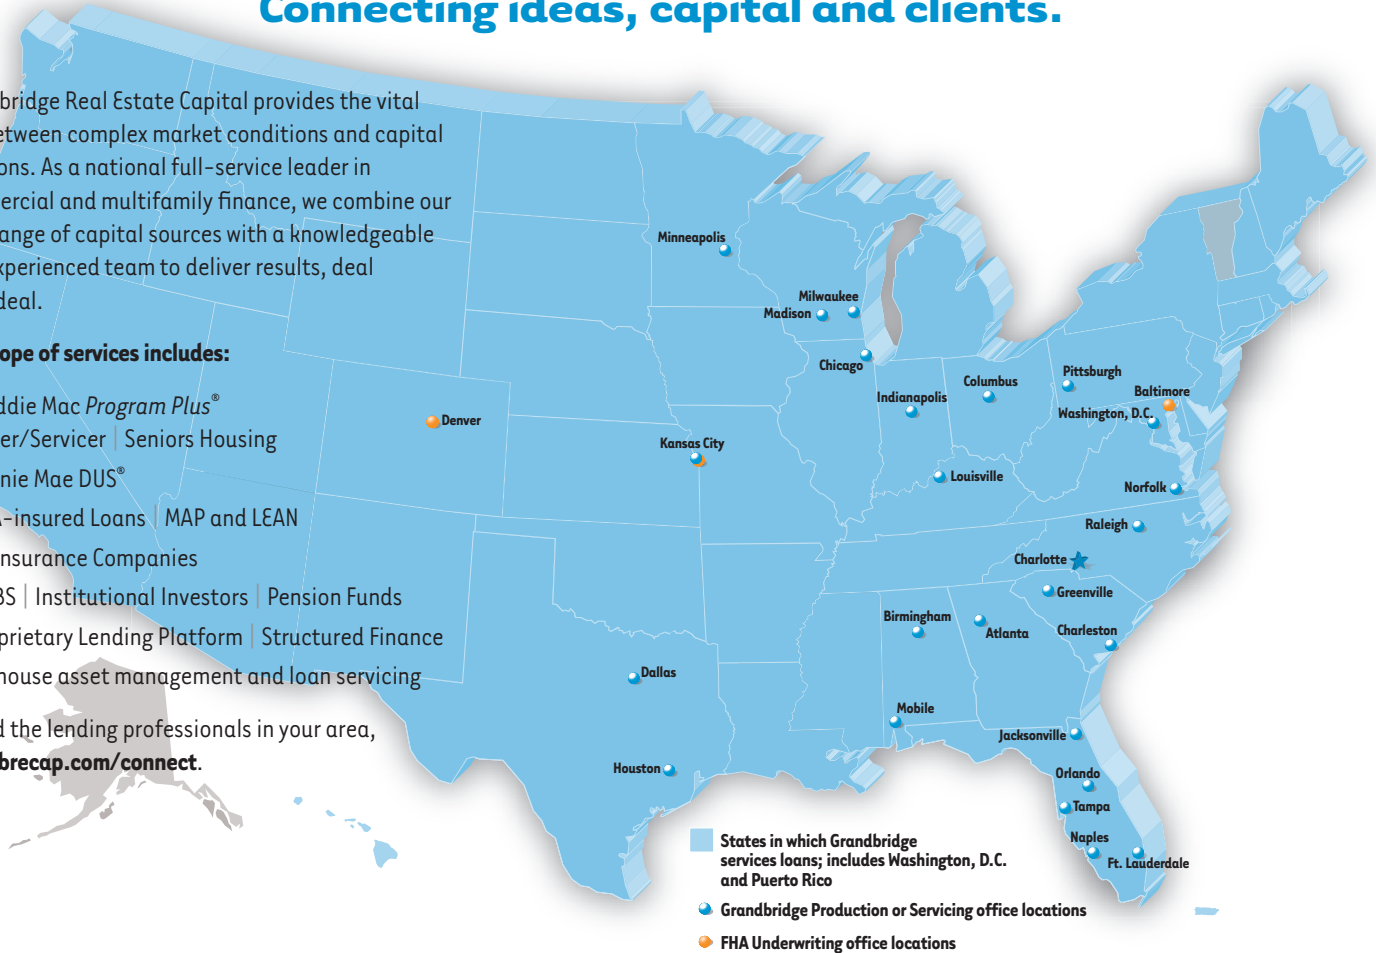 Connecting ideas, capital and clients.
bridge Real Estate Capital provides the vital
etween complex market conditions and capital
ons. As a national full-service leader in
ercial and multifamily finance, we combine our
ange of capital sources with a knowledgeable
xperienced team to deliver results, deal
deal.
ope of services includes:
ddie Mac Program Plus®
er/Servicer | Seniors Housing
nie Mae DUS®
A-insured Loans | MAP and LEAN
nsurance Companies
BS | Institutional Investors | Pension Funds
prietary Lending Platform | Structured Finance
house asset management and loan servicing
d the lending professionals in your area,
brecap.com/connect.
Minneapolis
Milwaukee
Madison
Chicago
Pittsburgh
Columbus
Baltimore
Indianapolis
Washington, D.C.
Denver
Kansas City
Louisville
Norfolk
Raleigh
Charlotte
Greenville
Birmingham
Atlanta
Charleston
Dallas
Mobile
Jacksonville
Houston
Orlando
Tampa
Naples
Ft. Lauderdale
States in which Grandbridge
services loans; includes Washington, D.C.
and Puerto Rico
Grandbridge Production or Servicing office locations
FHA Underwriting office locations